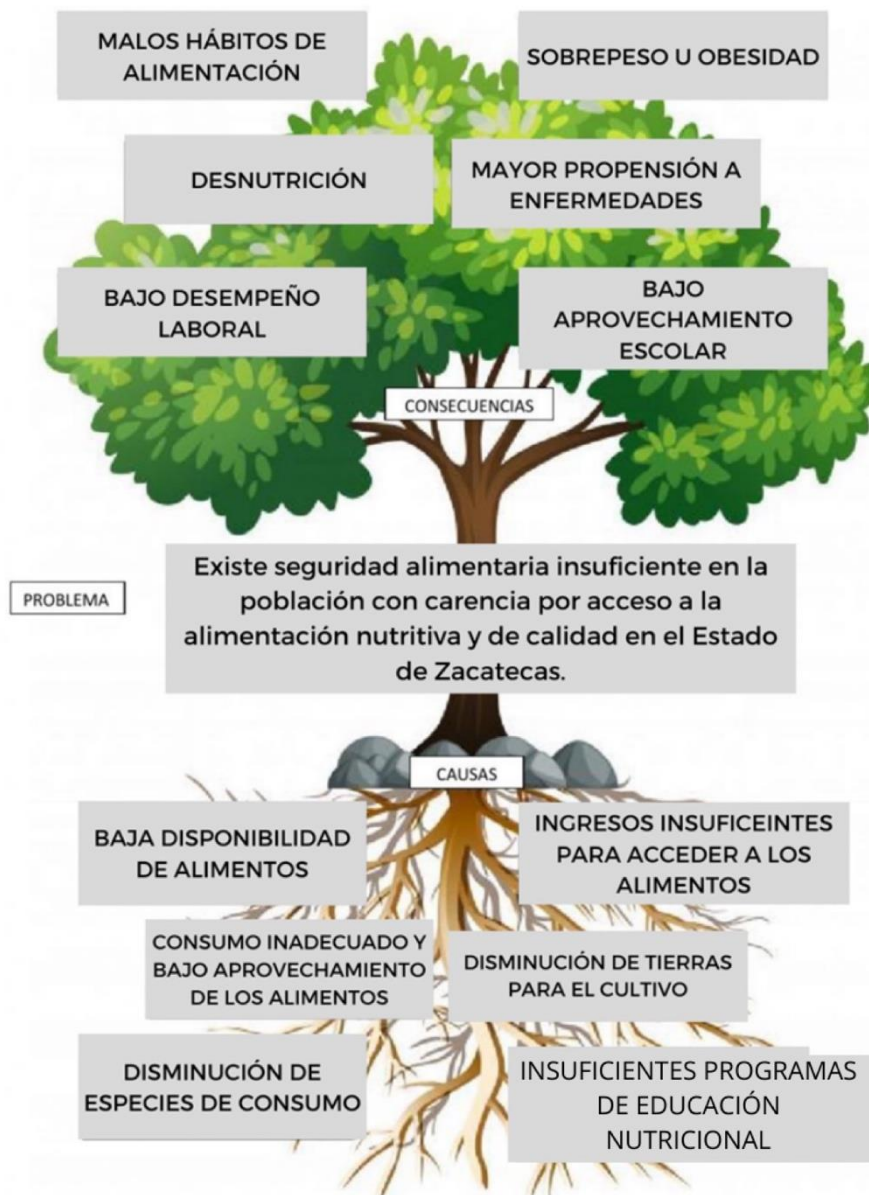 MALOS HÁBITOS DE
ALIMENTACIÓN
SOBREPESO U OBESIDAD
DESNUTRICIÓN
MAYOR PROPENSIÓN A
ENFERMEDADES
BAJO DESEMPEÑO
LABORAL
BAJO
APROVECHAMIENTO
ESCOLAR
CONSECUENCIAS
PROBLEMA
Existe seguridad alimentaria insuficiente en la
población con carencia por acceso a la
alimentación nutritiva y de calidad en el Estado
de Zacatecas.
CAUSAS
BAJA DISPONIBILIDAD
DE ALIMENTOS
INGRESOS INSUFICEINTES
PARA ACCEDER A LOS
ALIMENTOS
CONSUMO INADECUADO Y
BAJO APROVECHAMIENTO
DE LOS ALIMENTOS
DISMINUCIÓN DE TIERRAS
PARA EL CULTIVO
DISMINUCIÓN DE
ESPECIES DE CONSUMO
INSUFICIENTES PROGRAMAS
DE EDUCACIÓN
NUTRICIONAL